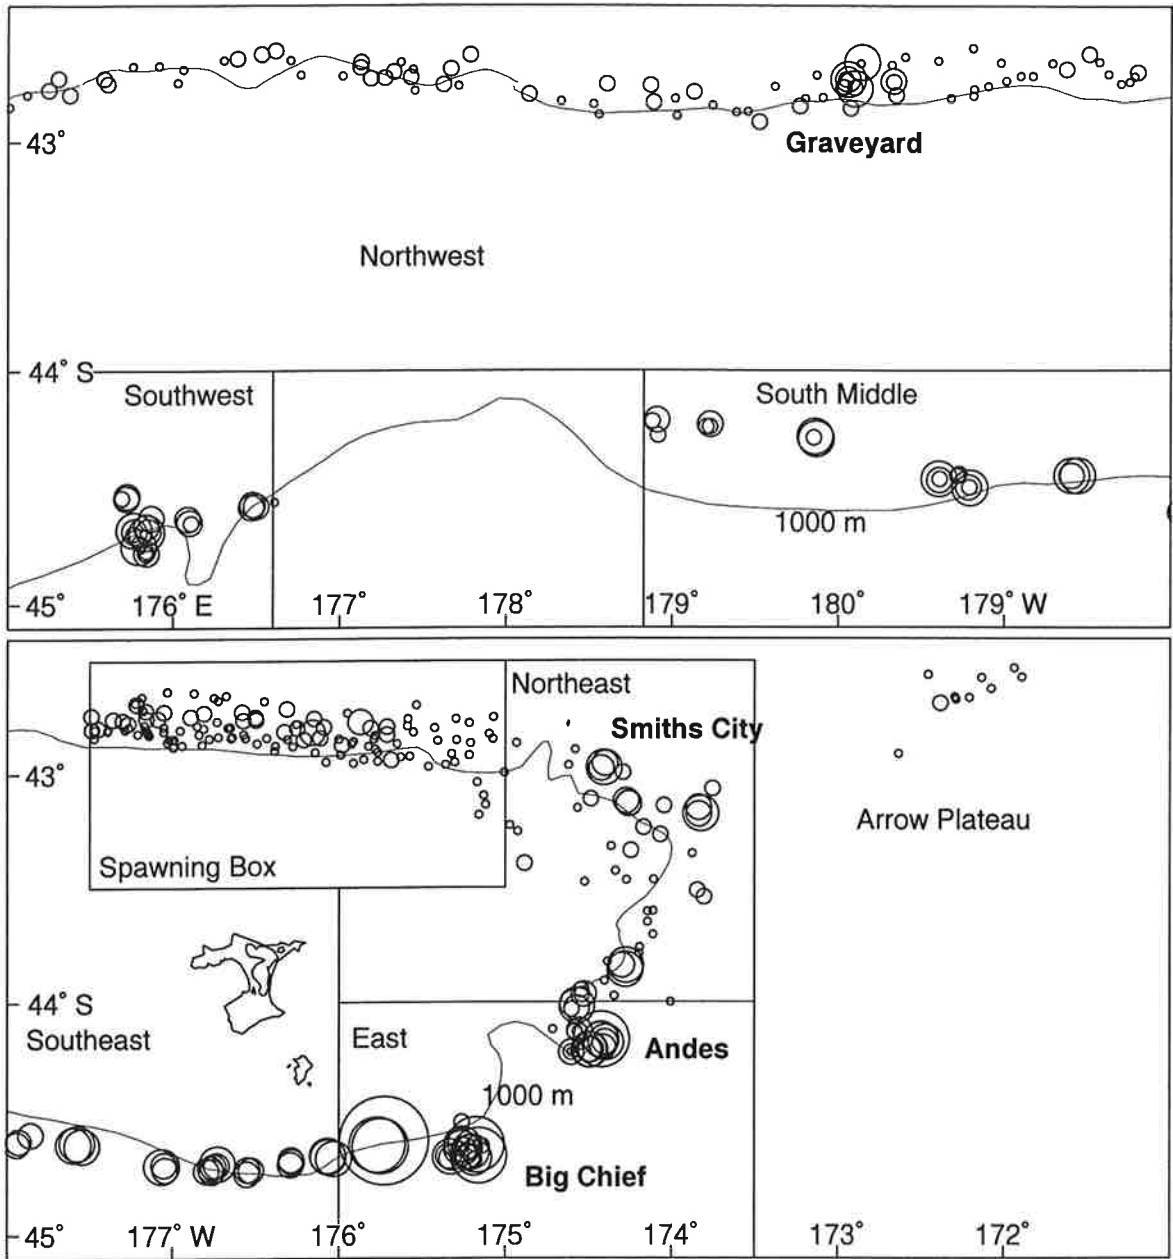 43°
Graveyard
Northwest
44° S
Southwest
South Middle
1000 m
45°
176° E
177°
178°
179°
180°
179° W
Northeast
Smiths City
43°
Arrow Plateau
Spawning Box
44° S
Southeast
East
Andes
1000 m
Big Chief
45°
177° W
176°
175°
174°
173°
172°